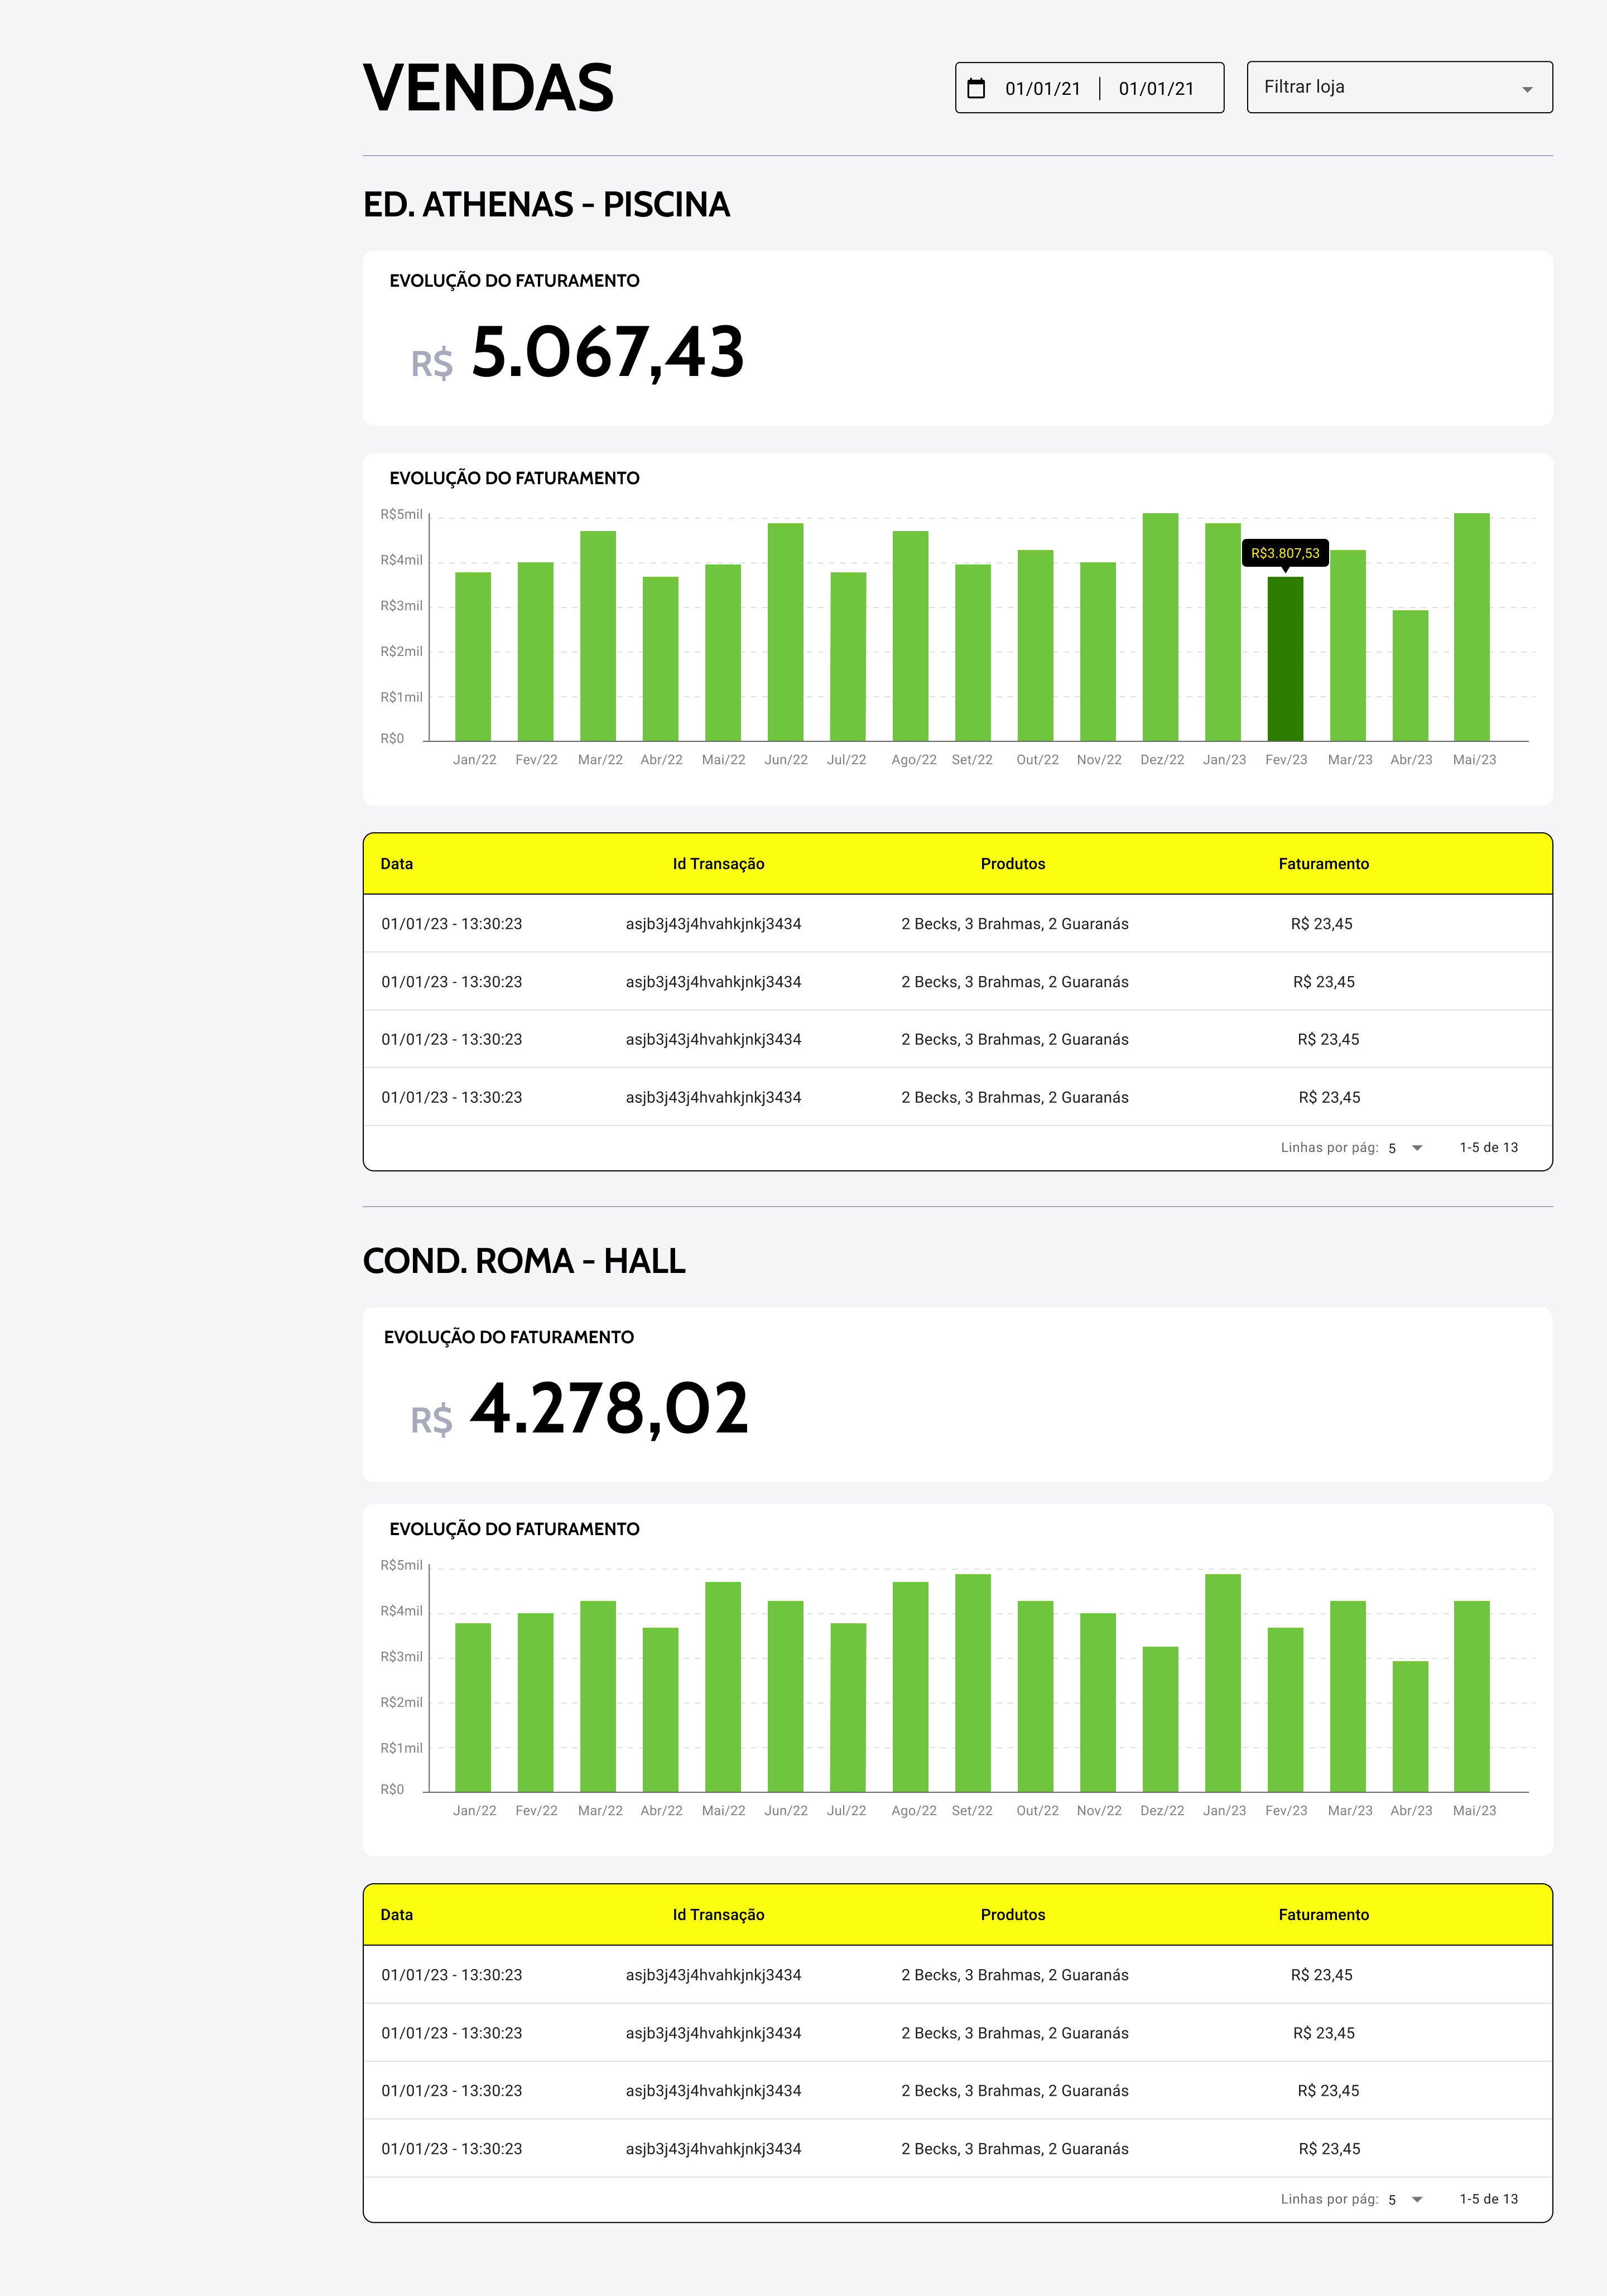 VENDAS
01/01/21 | 01/01/21
Filtrar loja
ED. ATHENAS - PISCINA
EVOLUÇÃO DO FATURAMENTO
R$ 5.067,43
EVOLUÇÃO DO FATURAMENTO
R$5mil
R$4mil
R$3mil
R$2mil
R$1mil
R$0
R$3.807,53
Jan/22 Fev/22 Mar/22 Abr/22 Mai/22 Jun/22 Jul/22 Ago/22 Set/22 Out/22 Nov/22 Dez/22 Jan/23 Fev/23 Mar/23 Abr/23 Mai/23
Data Id Transação Produtos Faturamento
01/01/23 - 13:30:23 asjb3j43j4hvahkjnkj3434 2 Becks, 3 Brahmas, 2 Guaranás R$ 23,45
01/01/23 - 13:30:23 asjb3j43j4hvahkjnkj3434 2 Becks, 3 Brahmas, 2 Guaranás R$ 23,45
01/01/23 - 13:30:23 asjb3j43j4hvahkjnkj3434 2 Becks, 3 Brahmas, 2 Guaranás R$ 23,45
01/01/23 - 13:30:23 asjb3j43j4hvahkjnkj3434 2 Becks, 3 Brahmas, 2 Guaranás R$ 23,45
Linhas por pág: 5 1-5 de 13
COND. ROMA - HALL
EVOLUÇÃO DO FATURAMENTO
R$ 4.278,02
EVOLUÇÃO DO FATURAMENTO
R$5mil
R$4mil
R$3mil
R$2mil
R$1mil
R$0
Jan/22 Fev/22 Mar/22 Abr/22 Mai/22 Jun/22 Jul/22 Ago/22 Set/22 Out/22 Nov/22 Dez/22 Jan/23 Fev/23 Mar/23 Abr/23 Mai/23
Data Id Transação Produtos Faturamento
01/01/23 - 13:30:23 asjb3j43j4hvahkjnkj3434 2 Becks, 3 Brahmas, 2 Guaranás R$ 23,45
01/01/23 - 13:30:23 asjb3j43j4hvahkjnkj3434 2 Becks, 3 Brahmas, 2 Guaranás R$ 23,45
01/01/23 - 13:30:23 asjb3j43j4hvahkjnkj3434 2 Becks, 3 Brahmas, 2 Guaranás R$ 23,45
01/01/23 - 13:30:23 asjb3j43j4hvahkjnkj3434 2 Becks, 3 Brahmas, 2 Guaranás R$ 23,45
Linhas por pág: 5 1-5 de 13